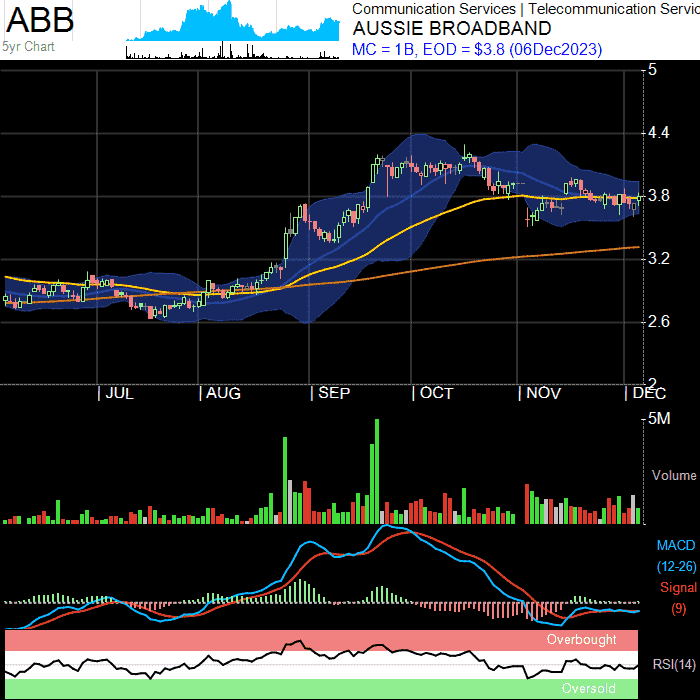 ABB
5yr Chart
Communication Services | Telecommunication Servic
AUSSIE BROADBAND
MC = 1B, EOD = $3.8 (06Dec2023)
5
4.4
3.8
3.2
2.6
2
| JUL | AUG | SEP | OCT | NOV | DEC
5M
Volume
MACD
(12-26)
Signal
(9)
Overbought
RSI(14)
Oversold